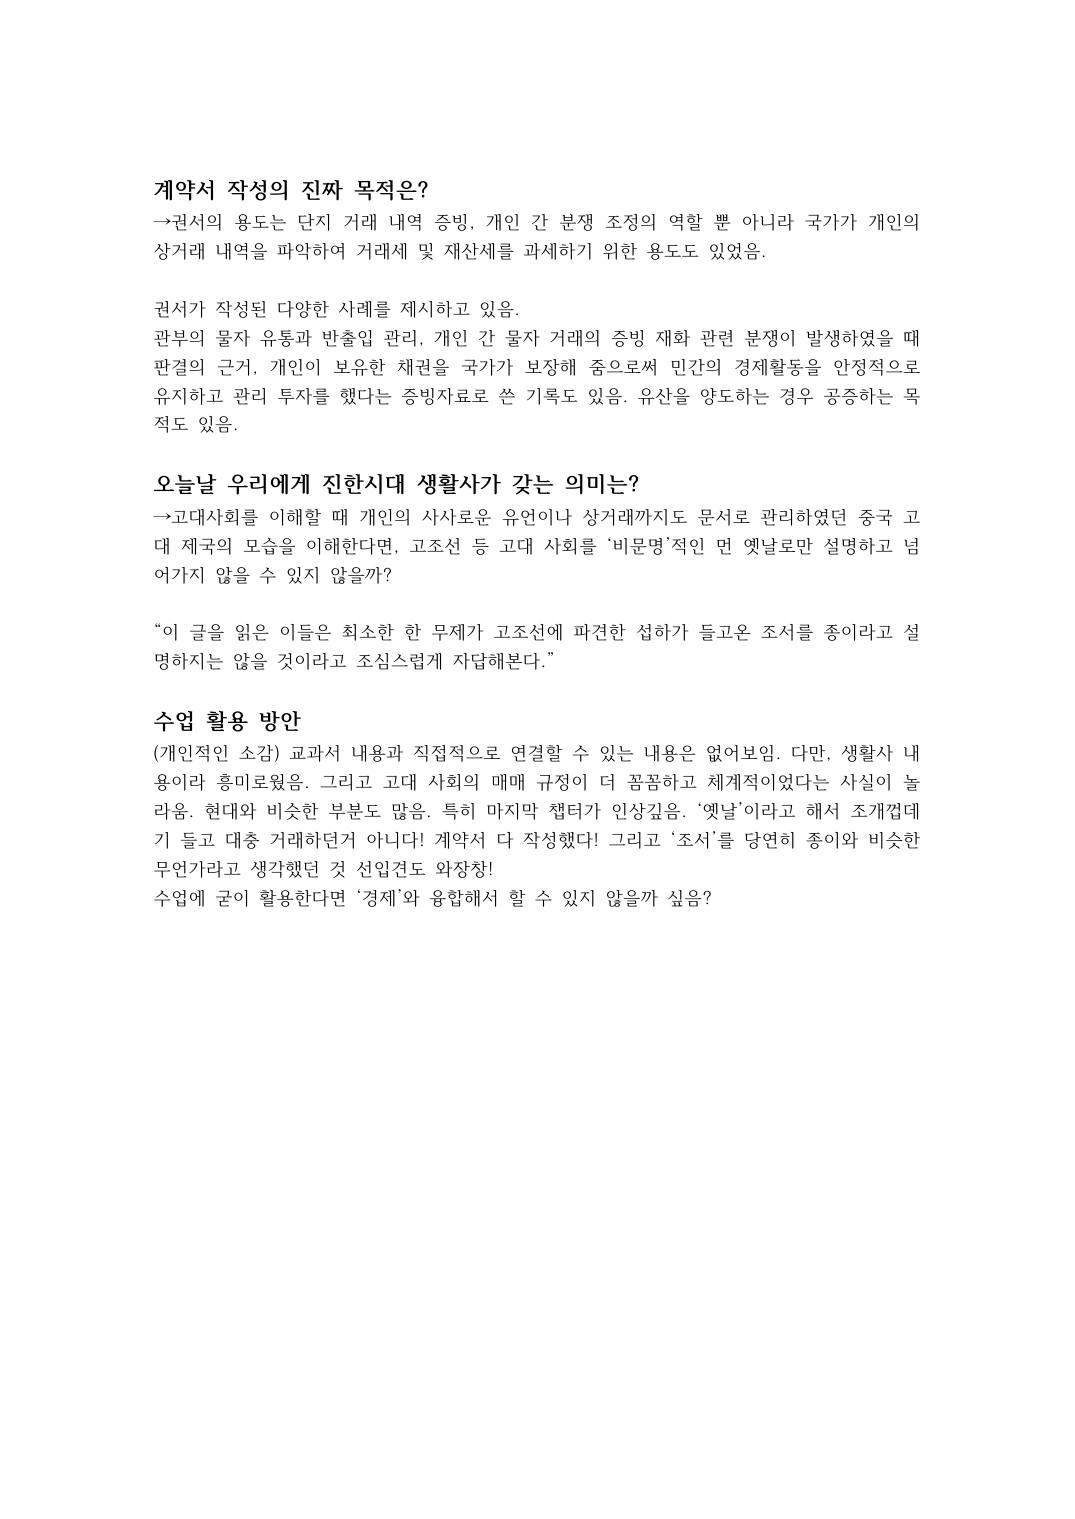 계약서 작성의 진짜 목적은?
→권서의 용도는 단지 거래 내역 증빙, 개인 간 분쟁 조정의 역할 뿐 아니라 국가가 개인의
상거래 내역을 파악하여 거래세 및 재산세를 과세하기 위한 용도도 있었음.
권서가 작성된 다양한 사례를 제시하고 있음.
관부의 물자 유통과 반출입 관리, 개인 간 물자 거래의 증빙 재화 관련 분쟁이 발생하였을 때
판결의 근거, 개인이 보유한 채권을 국가가 보장해 줌으로써 민간의 경제활동을 안정적으로
유지하고 관리 투자를 했다는 증빙자료로 쓴 기록도 있음. 유산을 양도하는 경우 공증하는 목
적도 있음.
오늘날 우리에게 진한시대 생활사가 갖는 의미는?
→고대사회를 이해할 때 개인의 사사로운 유언이나 상거래까지도 문서로 관리하였던 중국 고
대 제국의 모습을 이해한다면, 고조선 등 고대 사회를 ‘비문명’적인 먼 옛날로만 설명하고 넘
어가지 않을 수 있지 않을까?
“이 글을 읽은 이들은 최소한 한 무제가 고조선에 파견한 섭하가 들고온 조서를 종이라고 설
명하지는 않을 것이라고 조심스럽게 자답해본다.”
수업 활용 방안
(개인적인 소감) 교과서 내용과 직접적으로 연결할 수 있는 내용은 없어보임. 다만, 생활사 내
용이라 흥미로웠음. 그리고 고대 사회의 매매 규정이 더 꼼꼼하고 체계적이었다는 사실이 놀
라움. 현대와 비슷한 부분도 많음. 특히 마지막 챕터가 인상깊음. ‘옛날’이라고 해서 조개껍데
기 들고 대충 거래하던거 아니다! 계약서 다 작성했다! 그리고 ‘조서’를 당연히 종이와 비슷한
무언가라고 생각했던 것 선입견도 와장창!
수업에 굳이 활용한다면 ‘경제’와 융합해서 할 수 있지 않을까 싶음?